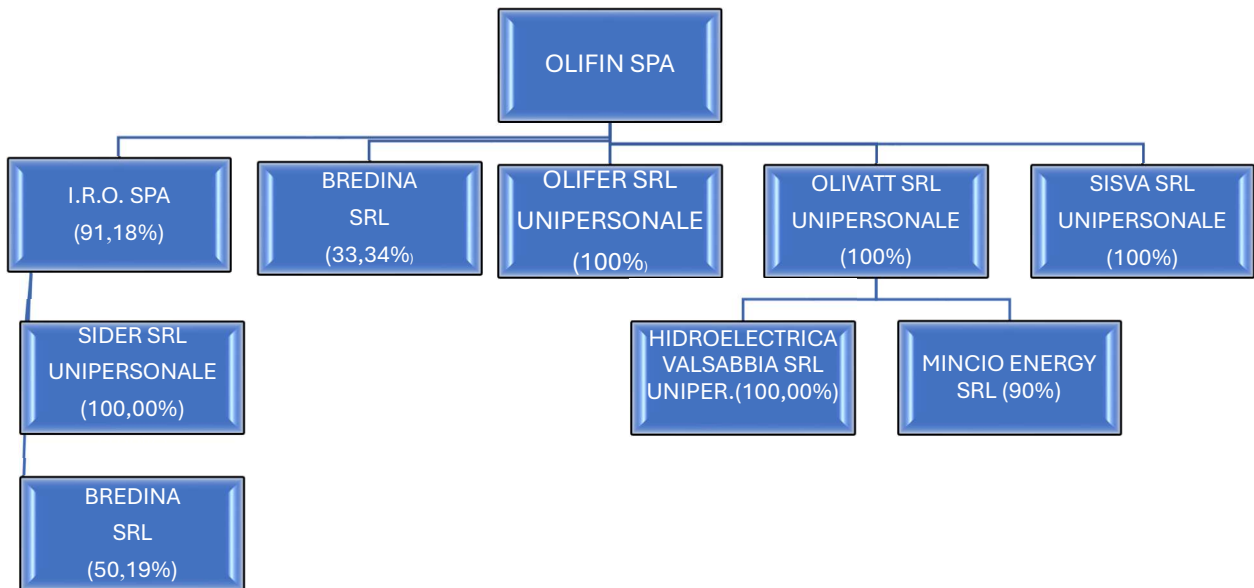 OLIFIN SPA
I.R.O. SPA
(91,18%)
BREDINA
SRL
(33,34%)
OLIFER SRL
UNIPERSONALE
(100%)
OLIVATT SRL
UNIPERSONALE
(100%)
SISVA SRL
UNIPERSONALE
(100%)
SIDER SRL
UNIPERSONALE
(100,00%)
HIDROELECTRICA
VALSABBIA SRL
UNIPER.(100,00%)
MINCIO ENERGY
SRL (90%)
BREDINA
SRL
(50,19%)